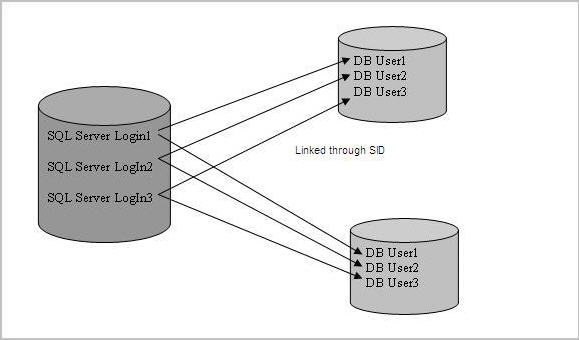 SQL Server Login1
SQL Server LogIn2
SQL Server LogIn3
DB User1
DB User2
DB User3
Linked through SID
DB User1
DB User2
DB User3